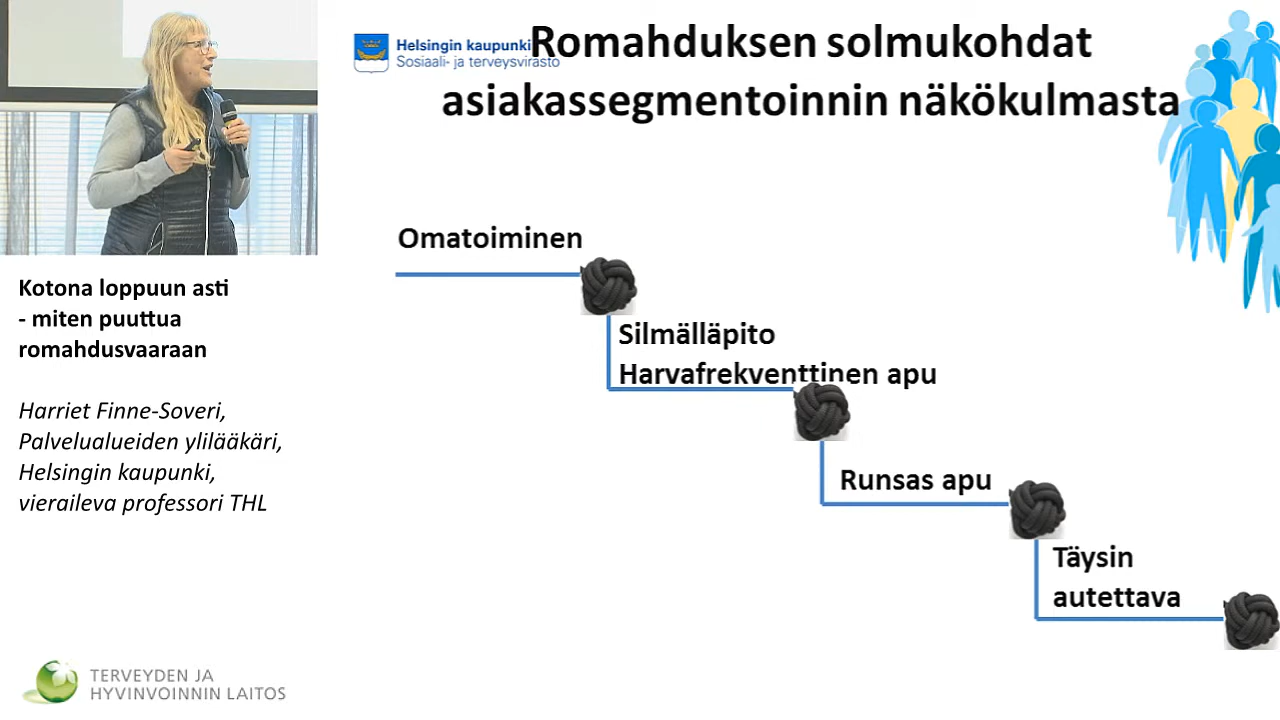 Helsingin kaupunki
Sosiaali- ja terveysvirasto
Romahduksen solmukohdat
asiakassegmentoinnin näkökulmasta
Omatoiminen
Silmälläpito
Harvafrekventtinen apu
Runsas apu
Täysin
autettava
Kotona loppuun asti
- miten puuttua
romahdusvaaraan
Harriet Finne-Soveri,
Palvelualueiden ylilääkäri,
Helsingin kaupunki,
vieraileva professori THL
TERVEYDEN JA
HYVINVOINNIN LAITOS